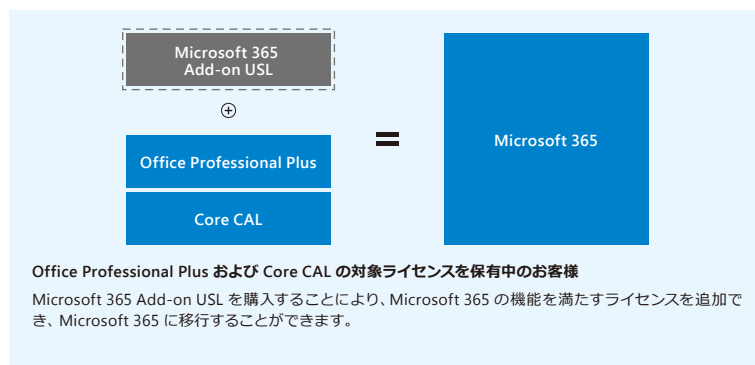 Microsoft 365
Add-on USL
⊕
Office Professional Plus
Core CAL
=
Microsoft 365
Office Professional Plus および Core CAL の対象ライセンスを保有中のお客様
Microsoft 365 Add-on USL を購入することにより、Microsoft 365 の機能を満たすライセンスを追加で
き、Microsoft 365 に移行することができます。